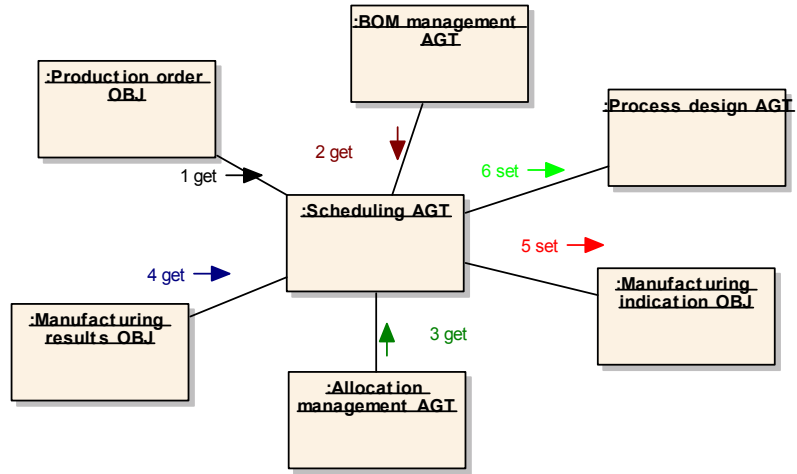 :BOM management
AGT
:Production order
OBJ
:Process design AGT
2 get
1 get
6 set
:Scheduling AGT
5 set
4 get
:Manufacturing
indication OBJ
:Manufacturing
results OBJ
3 get
:Allocation
management AGT